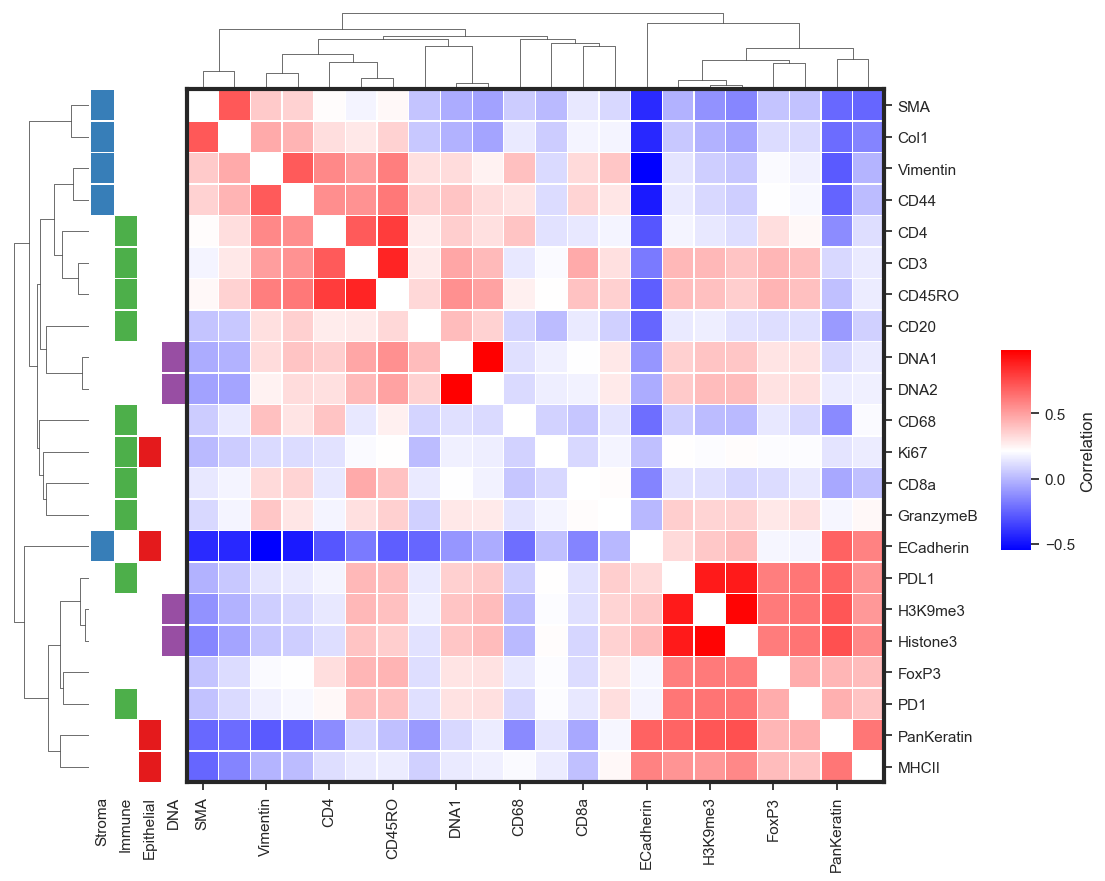 SMA
Col1
Vimentin
CD44
CD4
CD3
CD45RO
CD20
DNA1
DNA2
CD68
Ki67
CD8a
GranzymeB
ECadherin
PDL1
H3K9me3
Histone3
FoxP3
PD1
PanKeratin
MHCII
0.5
0.0
−0.5
Correlation
Stroma
Immune
Epithelial
DNA
SMA
Vimentin
CD4
CD45RO
DNA1
CD68
CD8a
ECadherin
H3K9me3
FoxP3
PanKeratin